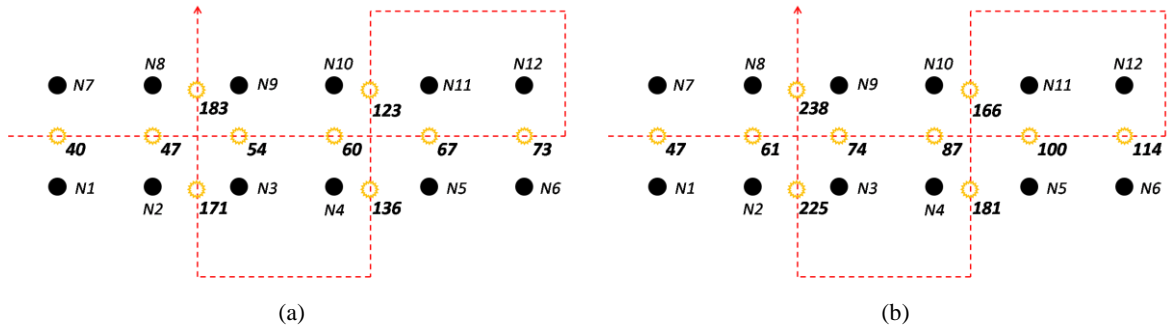 N7 N8 N9 N10 N11 N12
183 123
40 47 54 60 67 73
N1 N2 N3 N4 N5 N6
171 136
(a)
N7 N8 N9 N10 N11 N12
238 166
47 61 74 87 100 114
N1 N2 N3 N4 N5 N6
225 181
(b)